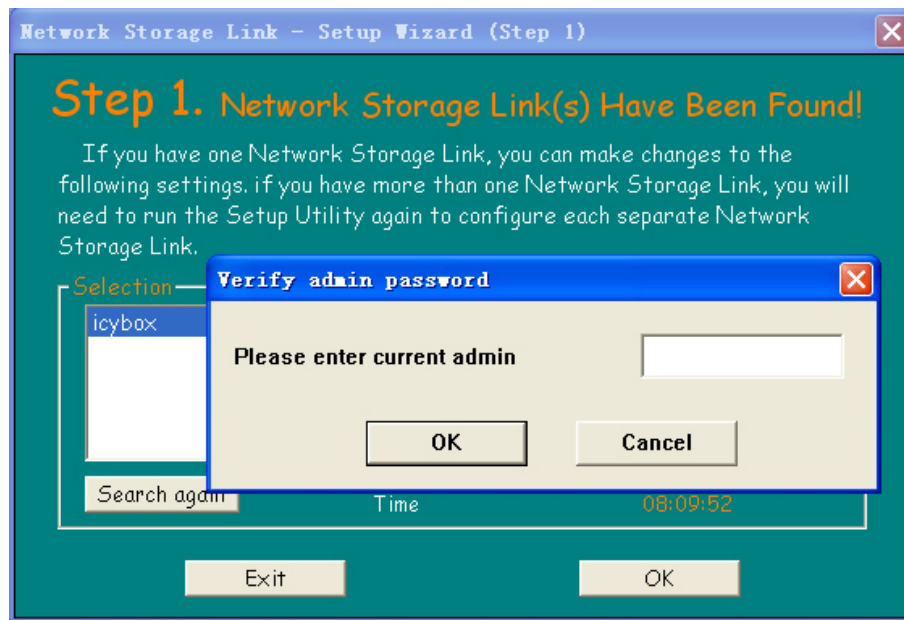 Network Storage Link - Setup Wizard (Step 1)
Step 1. Network Storage Link(s) Have Been Found!
If you have one Network Storage Link, you can make changes to the
following settings. if you have more than one Network Storage Link, you will
need to run the Setup Utility again to configure each separate Network
Storage Link.
Selection
icybox
Verify admin password
Please enter current admin
OK
Cancel
Search again
Time
08:09:52
Exit
OK